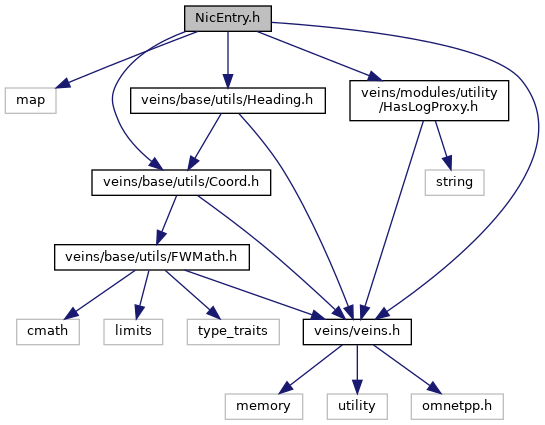 NicEntry.h
map
veins/base/utils/Heading.h
veins/modules/utility
/HasLogProxy.h
veins/base/utils/Coord.h
string
veins/base/utils/FWMath.h
cmath
limits
type_traits
veins/veins.h
memory
utility
omnetpp.h